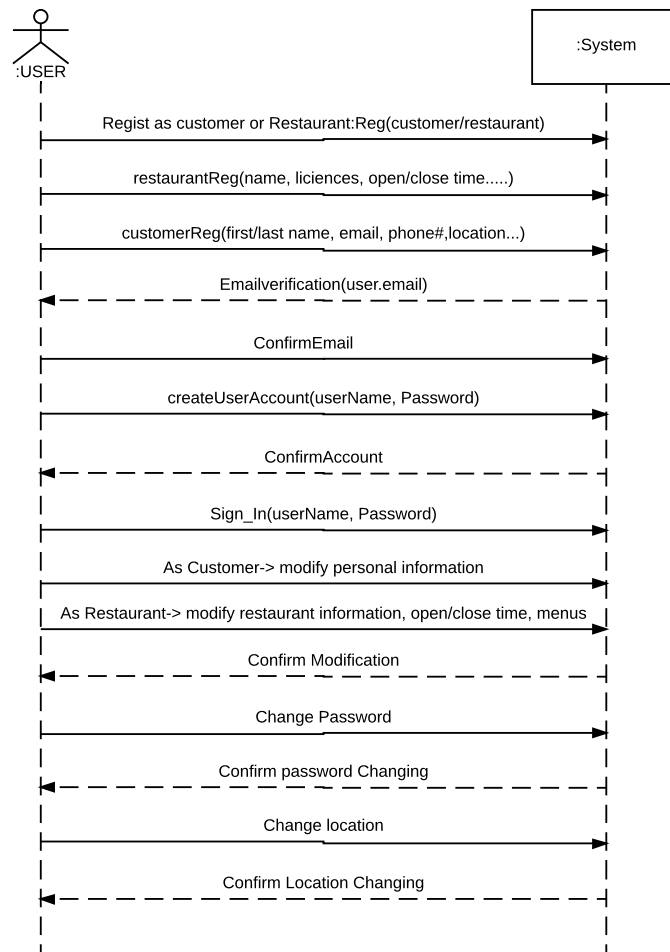 :USER
:System
Regist as customer or Restaurant:Reg(customer/restaurant)
restaurantReg(name, liciences, open/close time.....)
customerReg(first/last name, email, phone#,location...)
Emailverification(user.email)
ConfirmEmail
createUserAccount(userName, Password)
ConfirmAccount
Sign_In(userName, Password)
As Customer-> modify personal information
As Restaurant-> modify restaurant information, open/close time, menus
Confirm Modification
Change Password
Confirm password Changing
Change location
Confirm Location Changing